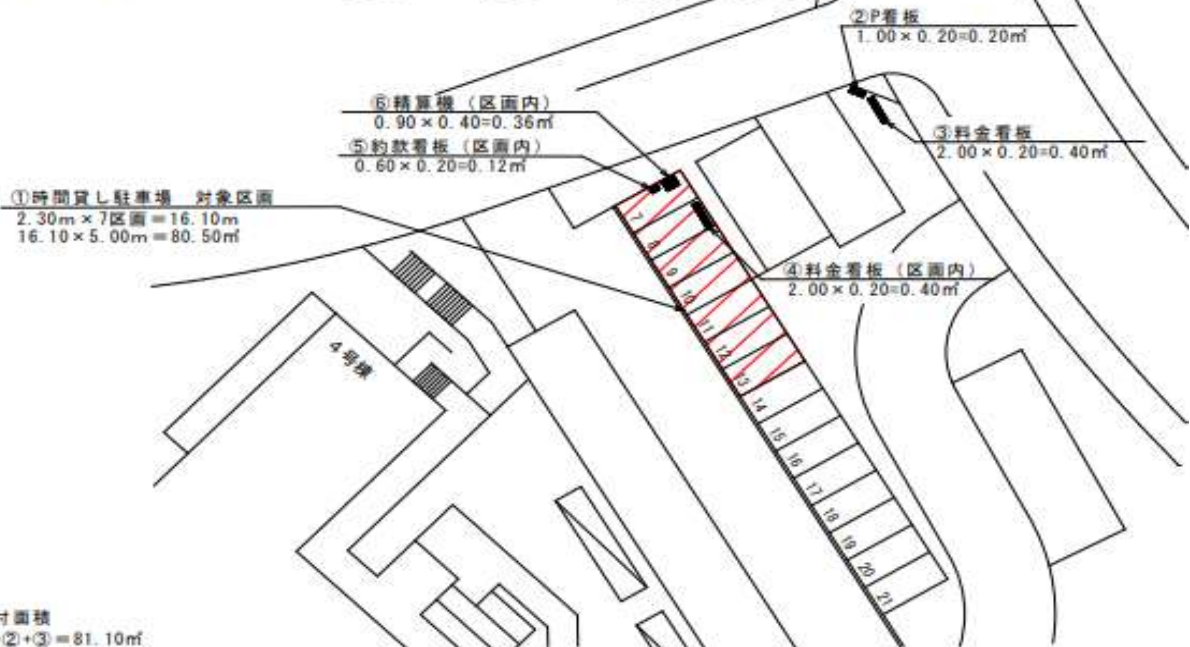 ②P看板
1.00×0.20=0.20㎡
⑥精算機（区画内）
0.90×0.40=0.36㎡
⑤約款看板（区画内）
0.60×0.20=0.12㎡
③料金看板
2.00×0.20=0.40㎡
①時間貸し駐車場　対象区画
2.30m×7区画＝16.10m
16.10×5.00m＝80.50㎡
④料金看板（区画内）
2.00×0.20=0.40㎡
4号棟
7
8
9
10
11
12
13
14
15
16
17
18
19
20
21
面積
②+③＝81.10㎡